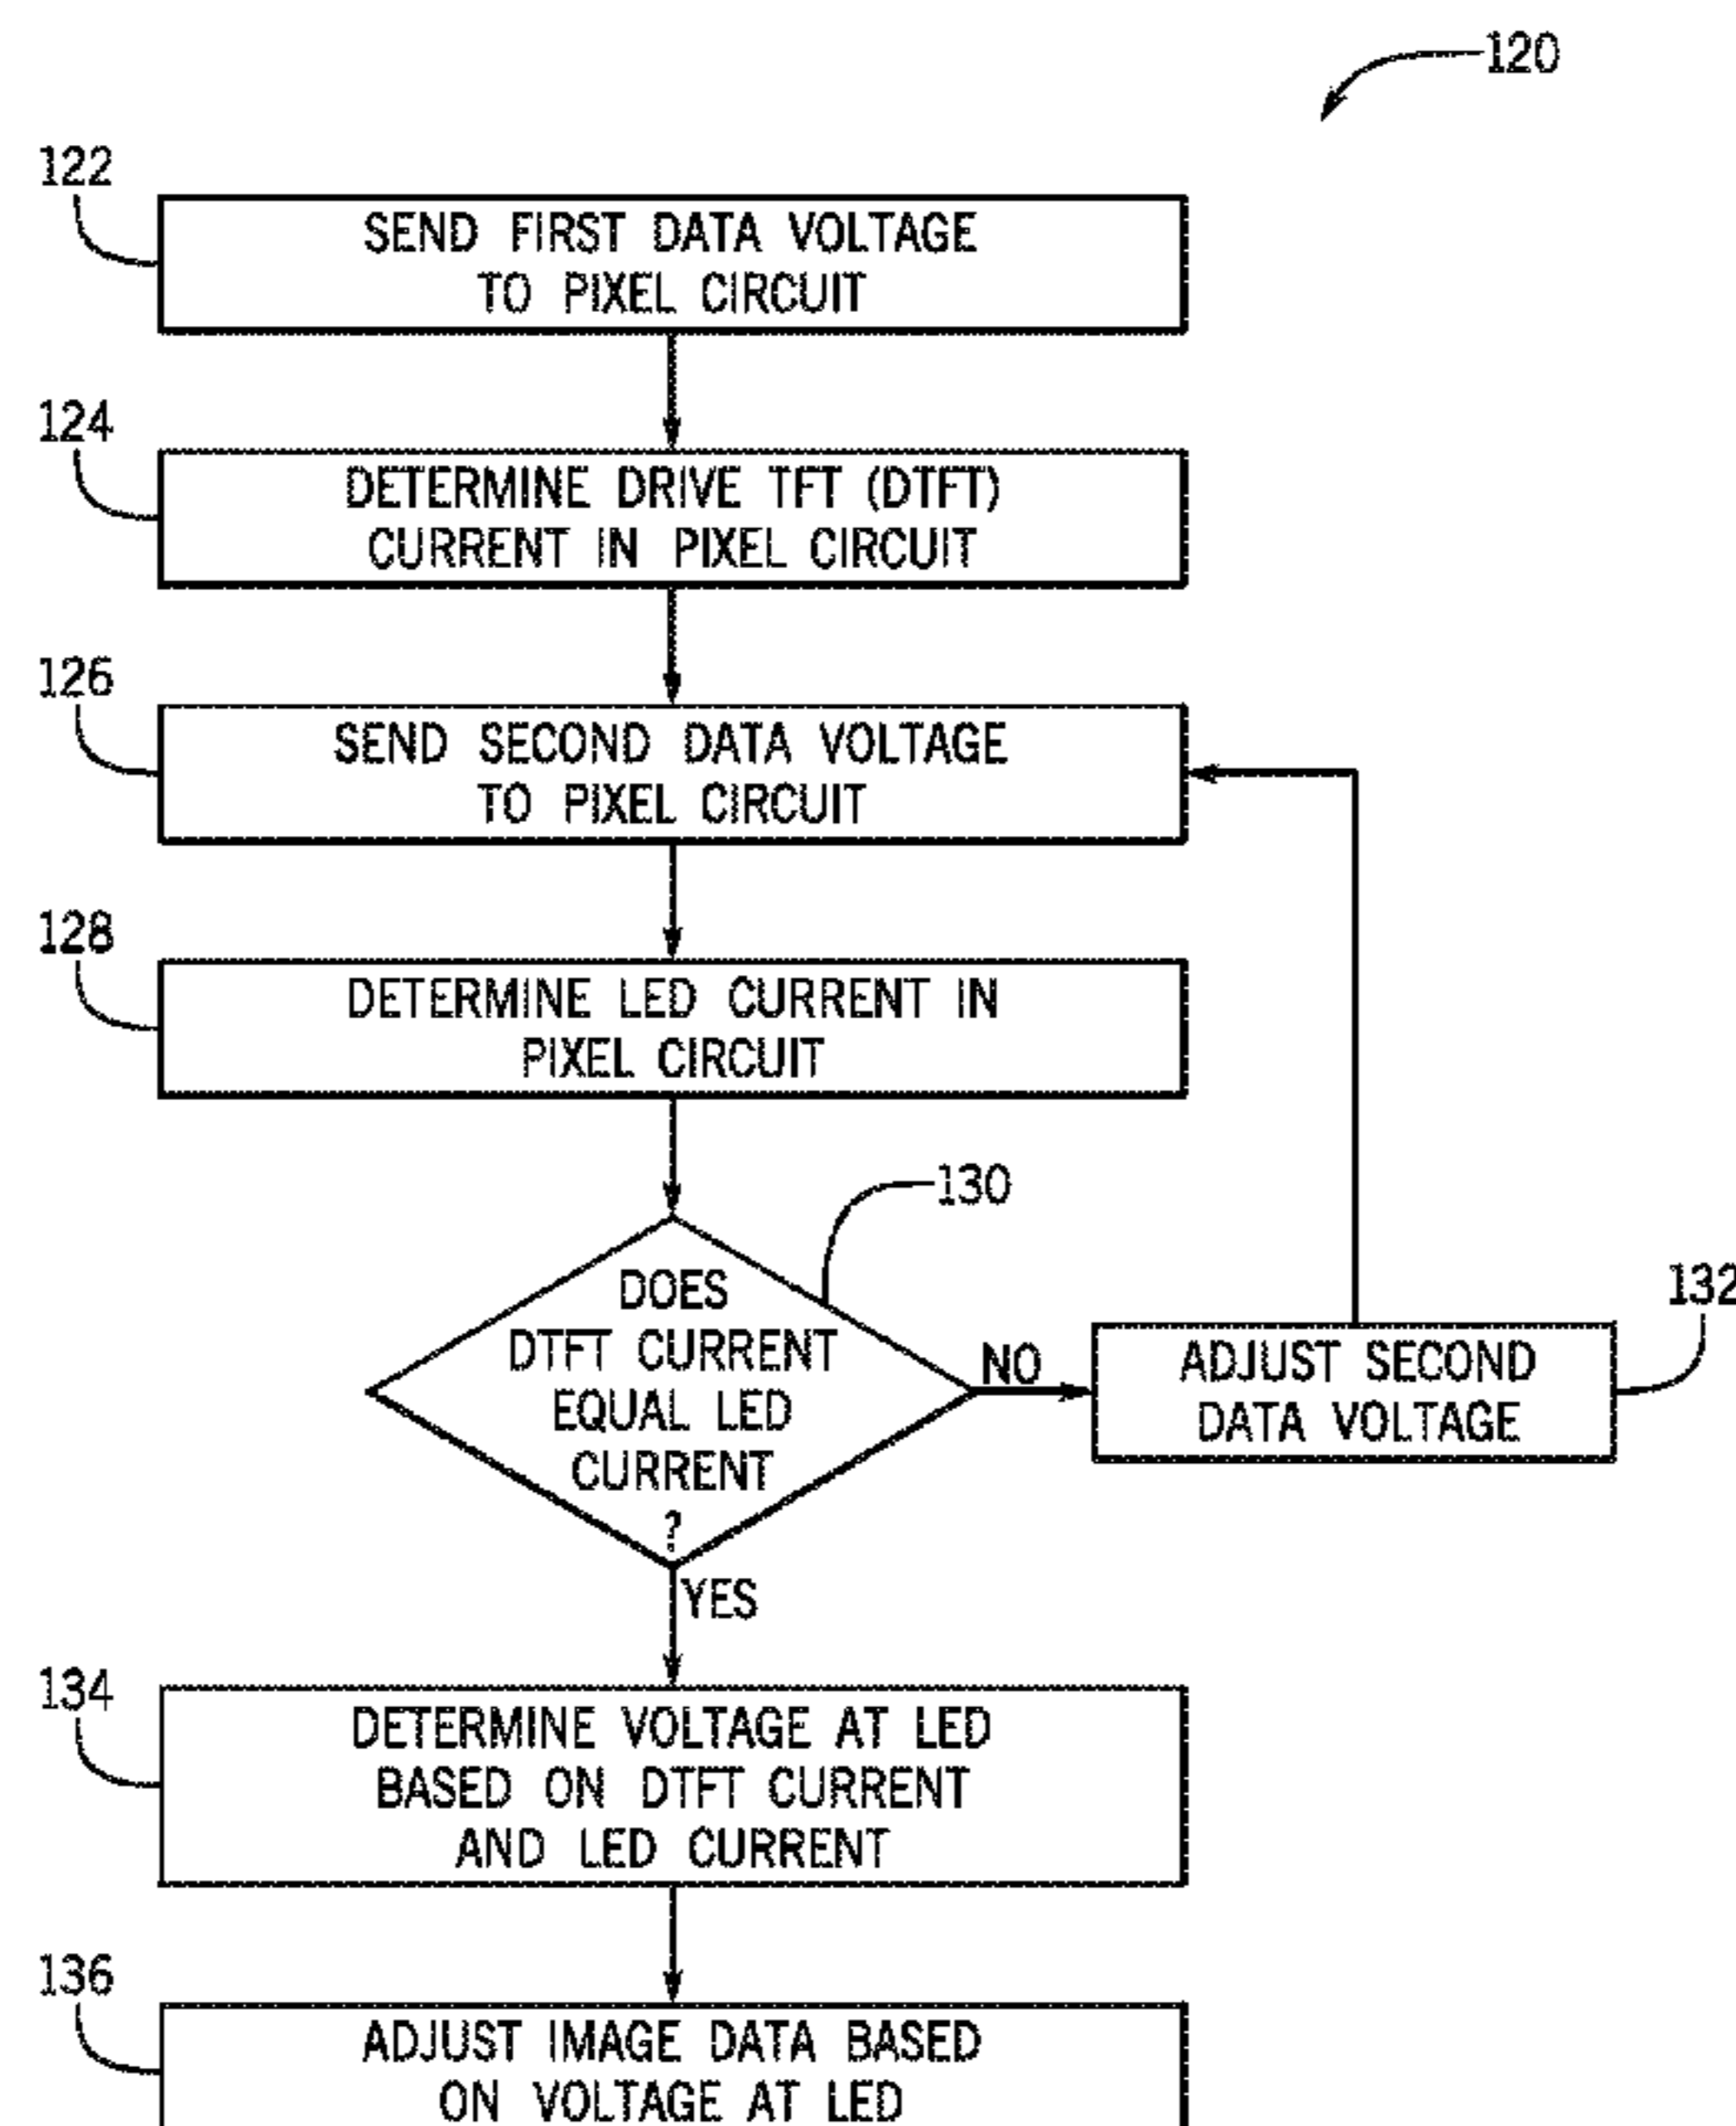 120
122
SEND FIRST DATA VOLTAGE
TO PIXEL CIRCUIT
124
DETERMINE DRIVE TFT (DTFT)
CURRENT IN PIXEL CIRCUIT
126
SEND SECOND DATA VOLTAGE
TO PIXEL CIRCUIT
128
DETERMINE LED CURRENT IN
PIXEL CIRCUIT
130
DOES
DTFT CURRENT
EQUAL LED
CURRENT
?
NO
132
ADJUST SECOND
DATA VOLTAGE
YES
134
DETERMINE VOLTAGE AT LED
BASED ON DTFT CURRENT
AND LED CURRENT
136
ADJUST IMAGE DATA BASED
ON VOLTAGE AT LED